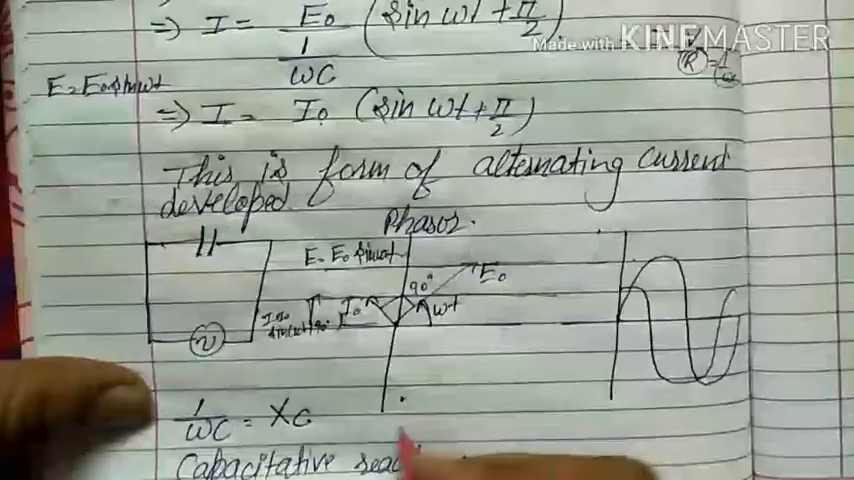 ⇒ I = E₀ / (1/ωC) (sin ωt + π/2).
Made with KINEMASTER
E = E₀ sin ωt
⇒ I = I₀ (sin ωt + π/2)
This is form of alternating current
developed
Phasor.
E = E₀ sin ωt
90°
E₀
I₀
ωt
V
1/ωC = Xc
Capacitative